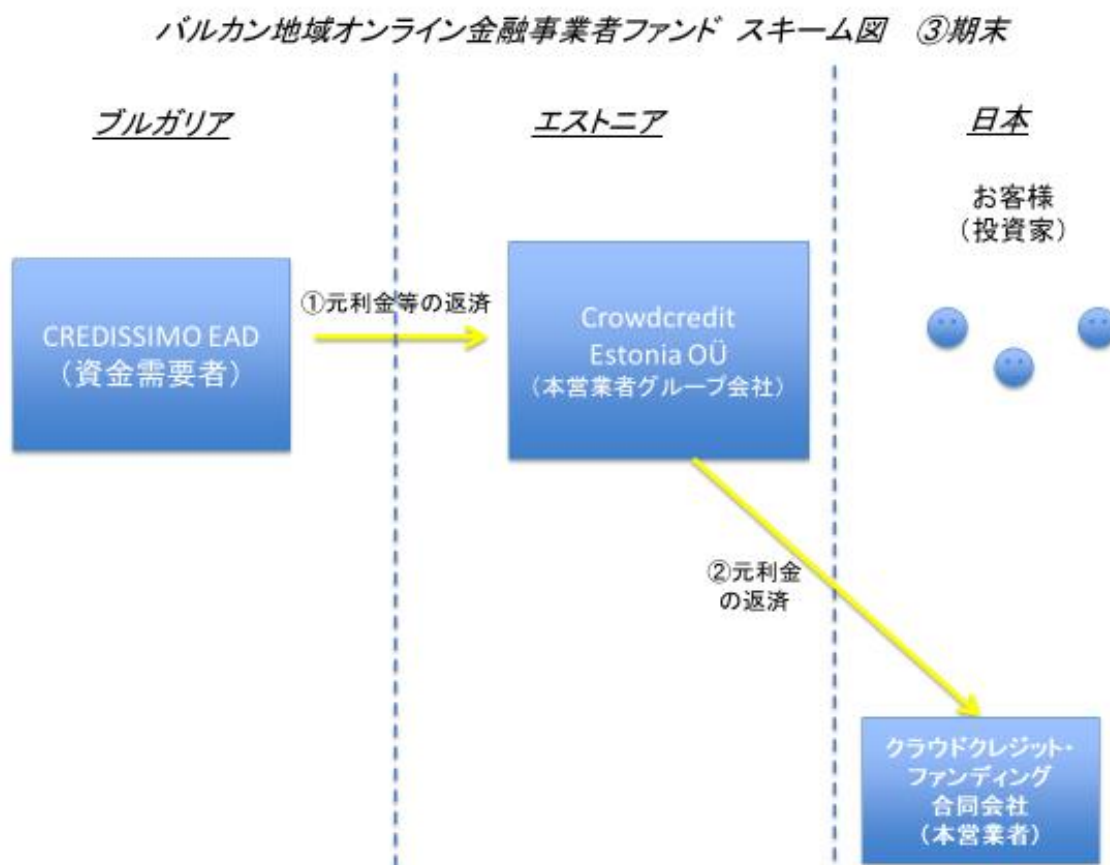 バルカン地域オンライン金融事業者ファンド スキーム図　③期末
ブルガリア
エストニア
日本
お客様
（投資家）
CREDISSIMO EAD
（資金需要者）
①元利金等の返済
Crowdcredit
Estonia OÜ
（本営業者グループ会社）
②元利金
の返済
クラウドクレジット・
ファンディング
合同会社
（本営業者）